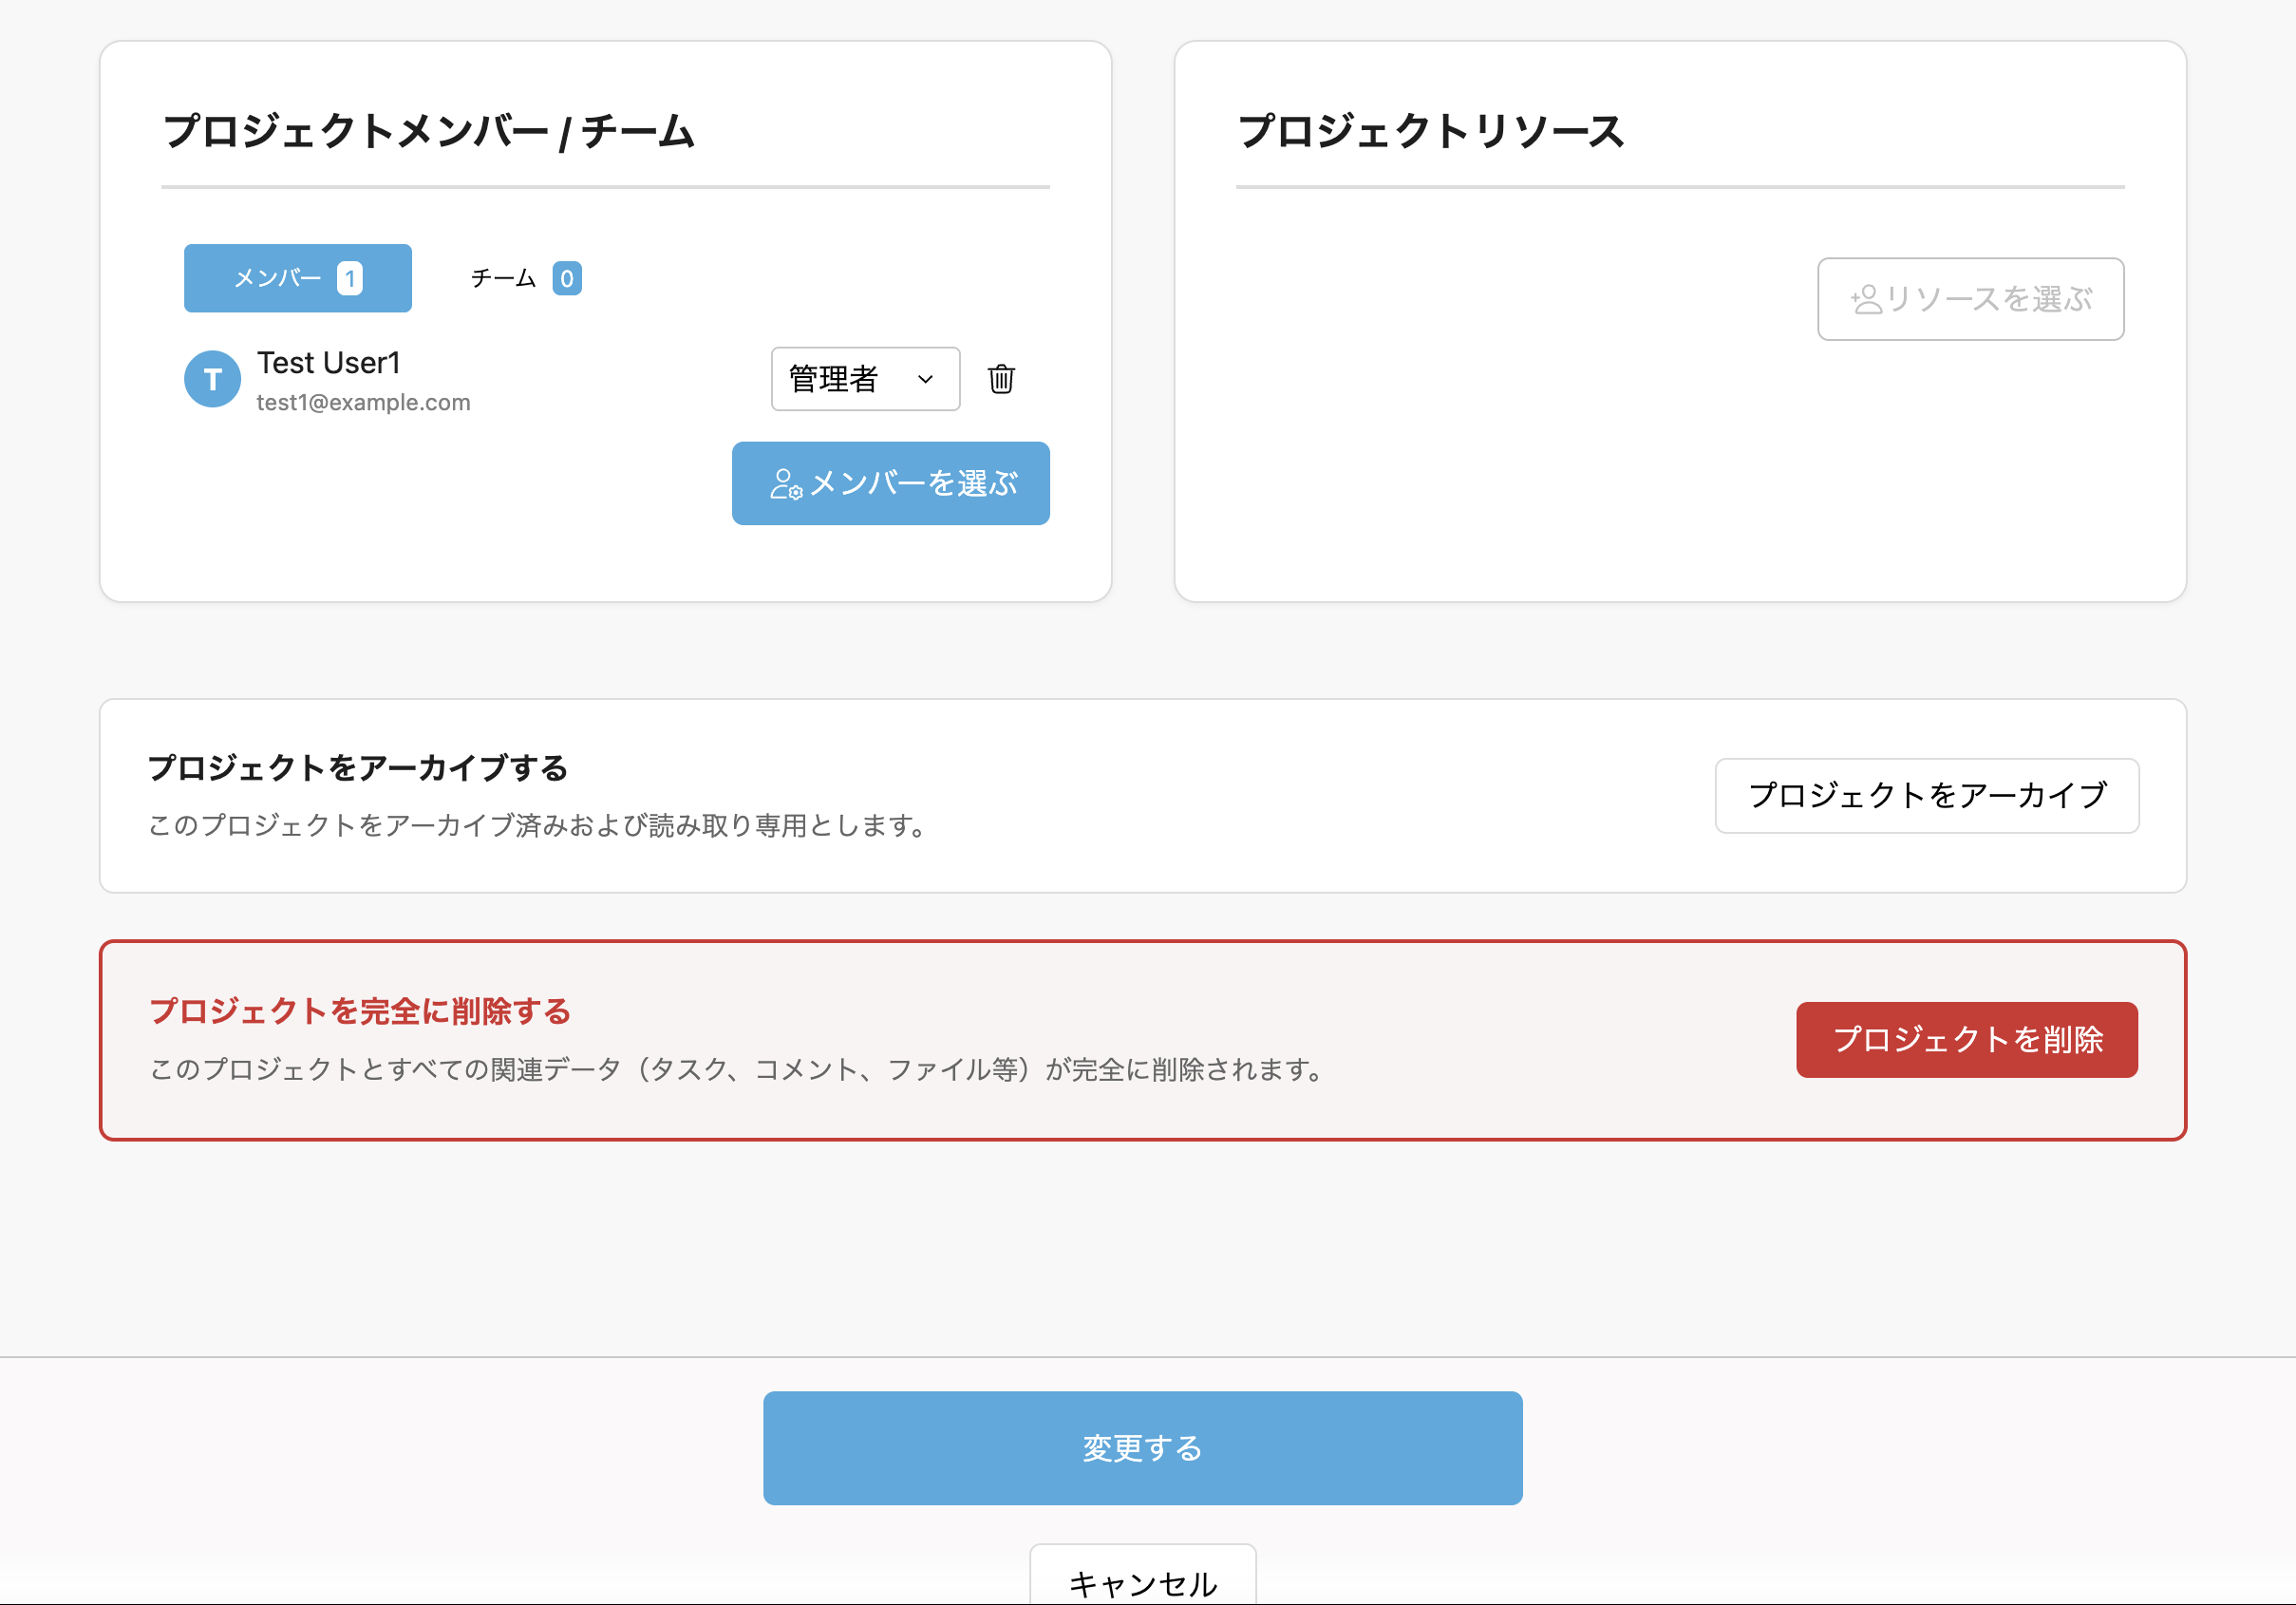 プロジェクトメンバー / チーム
メンバー 1 チーム 0
T
Test User1
test1@example.com
管理者
メンバーを選ぶ
プロジェクトリソース
リソースを選ぶ
プロジェクトをアーカイブする
このプロジェクトをアーカイブ済みおよび読み取り専用とします。
プロジェクトをアーカイブ
プロジェクトを完全に削除する
このプロジェクトとすべての関連データ（タスク、コメント、ファイル等）が完全に削除されます。
プロジェクトを削除
変更する
キャンセル